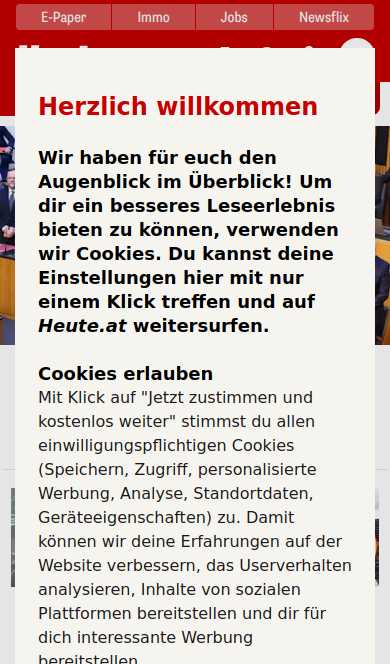 E-Paper Immo Jobs Newsflix
Herzlich willkommen
Wir haben für euch den
Augenblick im Überblick! Um
dir ein besseres Leseerlebnis
bieten zu können, verwenden
wir Cookies. Du kannst deine
Einstellungen hier mit nur
einem Klick treffen und auf
Heute.at weitersurfen.
Cookies erlauben
Mit Klick auf "Jetzt zustimmen und
kostenlos weiter" stimmst du allen
einwilligungspflichtigen Cookies
(Speichern, Zugriff, personalisierte
Werbung, Analyse, Standortdaten,
Geräteeigenschaften) zu. Damit
können wir deine Erfahrungen auf der
Website verbessern, das Userverhalten
analysieren, Inhalte von sozialen
Plattformen bereitstellen und dir für
dich interessante Werbung
bereitstellen